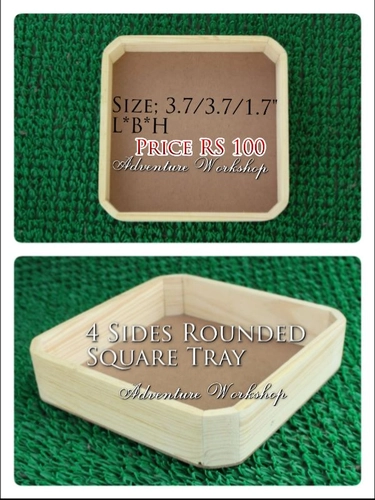 Size; 3.7/3.7/1.7"
L*B*H
Price RS 100
Adventure Workshop
4 Sides Rounded
Square Tray
Adventure Workshop